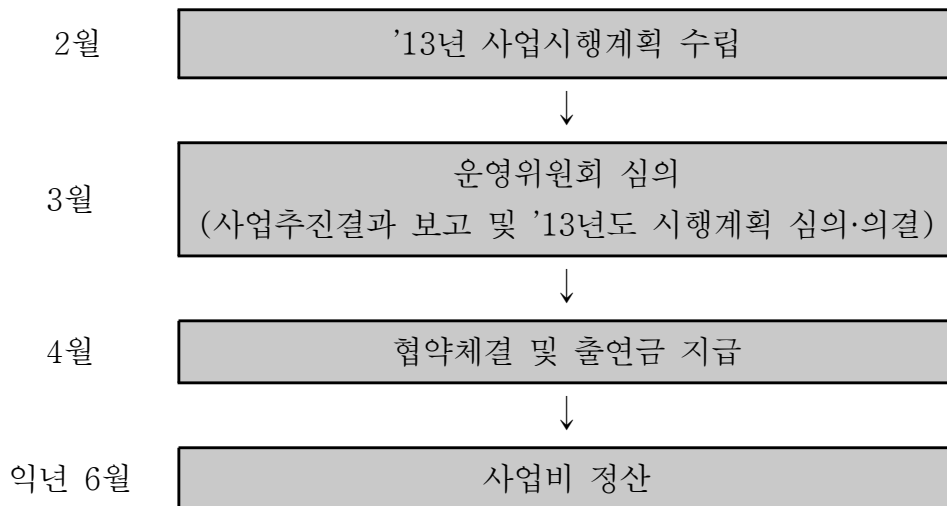 2월
’13년 사업시행계획 수립
↓
3월
운영위원회 심의
(사업추진결과 보고 및 ’13년도 시행계획 심의·의결)
↓
4월
협약체결 및 출연금 지급
↓
익년 6월
사업비 정산